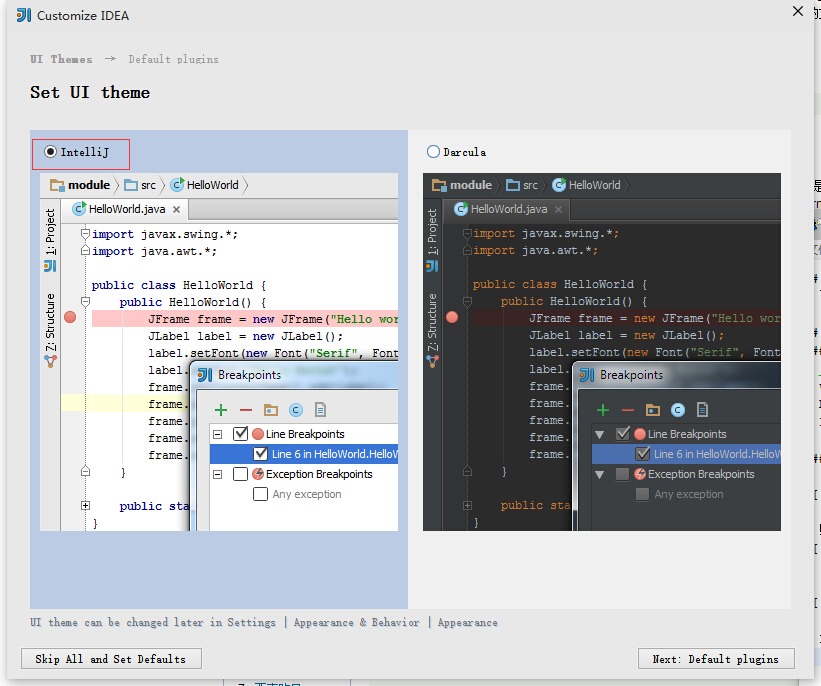 Customize IDEA
UI Themes → Default plugins
Set UI theme
IntelliJ
module src HelloWorld
HelloWorld.java
1: Project
7: Structure
import javax.swing.*;
import java.awt.*;
public class HelloWorld {
public HelloWorld() {
JFrame frame = new JFrame("Hello wor
JLabel label = new JLabel();
label.setFont(new Font("Serif", Font
label.
frame.
frame.
frame.
frame.
frame.
}
public sta
}
Breakpoints
Line Breakpoints
Line 6 in HelloWorld.HelloW
Exception Breakpoints
Any exception
Darcula
module src HelloWorld
HelloWorld.java
1: Project
7: Structure
import javax.swing.*;
import java.awt.*;
public class HelloWorld {
public HelloWorld() {
JFrame frame = new JFrame("Hello wor
JLabel label = new JLabel();
label.setFont(new Font("Serif", Font
label.
frame.
frame.
frame.
frame.
frame.
}
public sta
}
Breakpoints
Line Breakpoints
Line 6 in HelloWorld.HelloW
Exception Breakpoints
Any exception
UI theme can be changed later in Settings | Appearance & Behavior | Appearance
Skip All and Set Defaults
Next: Default plugins